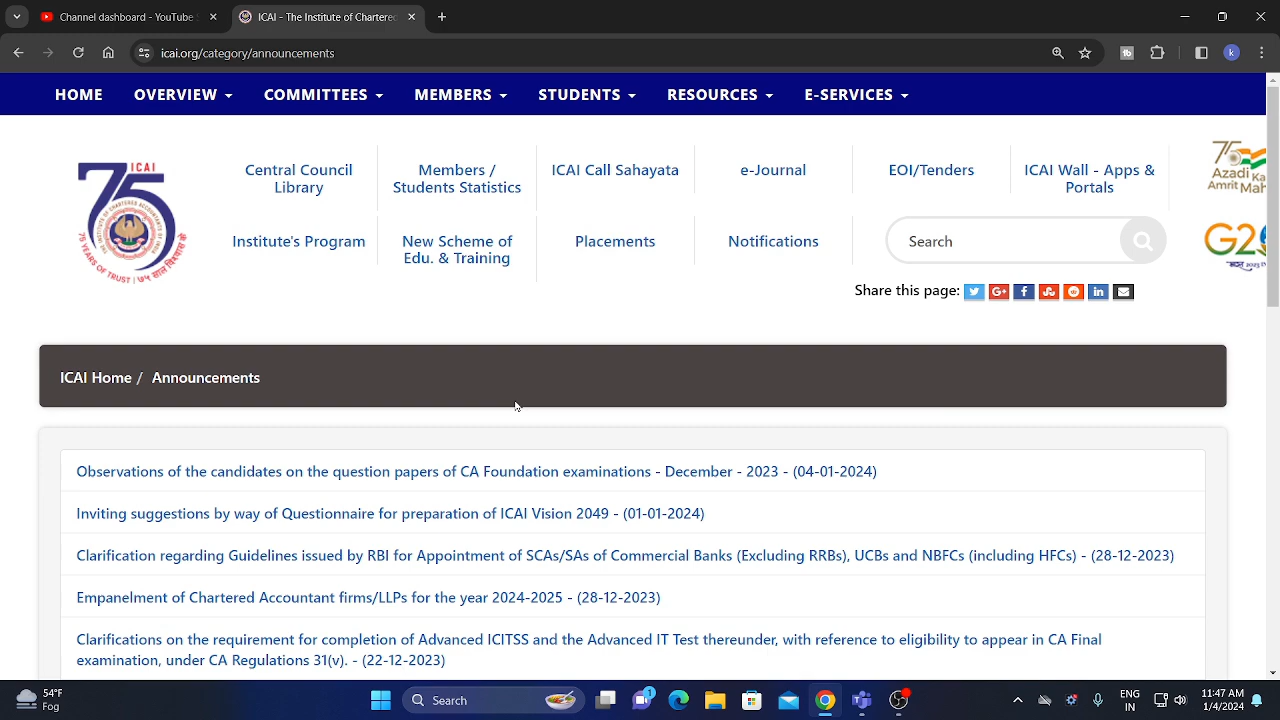 Channel dashboard - YouTube S
ICAI - The Institute of Chartered
icai.org/category/announcements
k
HOME OVERVIEW COMMITTEES MEMBERS STUDENTS RESOURCES E-SERVICES
ICAI
75
75 YEARS OF TRUST
Central Council Library
Members / Students Statistics
ICAI Call Sahayata
e-Journal
EOI/Tenders
ICAI Wall - Apps & Portals
Institute's Program
New Scheme of Edu. & Training
Placements
Notifications
Search
75
Azadi Ka
Amrit Mah
G20
Share this page:
ICAI Home / Announcements
Observations of the candidates on the question papers of CA Foundation examinations - December - 2023 - (04-01-2024)
Inviting suggestions by way of Questionnaire for preparation of ICAI Vision 2049 - (01-01-2024)
Clarification regarding Guidelines issued by RBI for Appointment of SCAs/SAs of Commercial Banks (Excluding RRBs), UCBs and NBFCs (including HFCs) - (28-12-2023)
Empanelment of Chartered Accountant firms/LLPs for the year 2024-2025 - (28-12-2023)
Clarifications on the requirement for completion of Advanced ICITSS and the Advanced IT Test thereunder, with reference to eligibility to appear in CA Final
examination, under CA Regulations 31(v). - (22-12-2023)
54°F
Fog
Search
1
ENG
IN
11:47 AM
1/4/2024